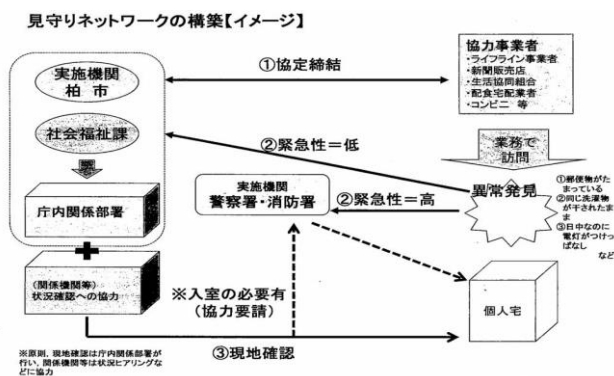 見守りネットワークの構築【イメージ】
実施機関
柏市
社会福祉課
庁内関係部署
(関係機関等)
状況確認への協力
※原則，現地確認は庁内関係部署が
行い，関係機関等は状況ヒアリングな
どに協力
①協定締結
②緊急性＝低
実施機関
警察署・消防署
②緊急性＝高
※入室の必要有
(協力要請)
③現地確認
協力事業者
・ライフライン事業者
・新聞販売店
・生活協同組合
・配食宅配業者
・コンビニ 等
業務で
訪問
異常発見
①郵便物がた
まっている
②同じ洗濯物
が干されたま
ま
③日中なのに
電灯がつけっ
ぱなし
など
個人宅